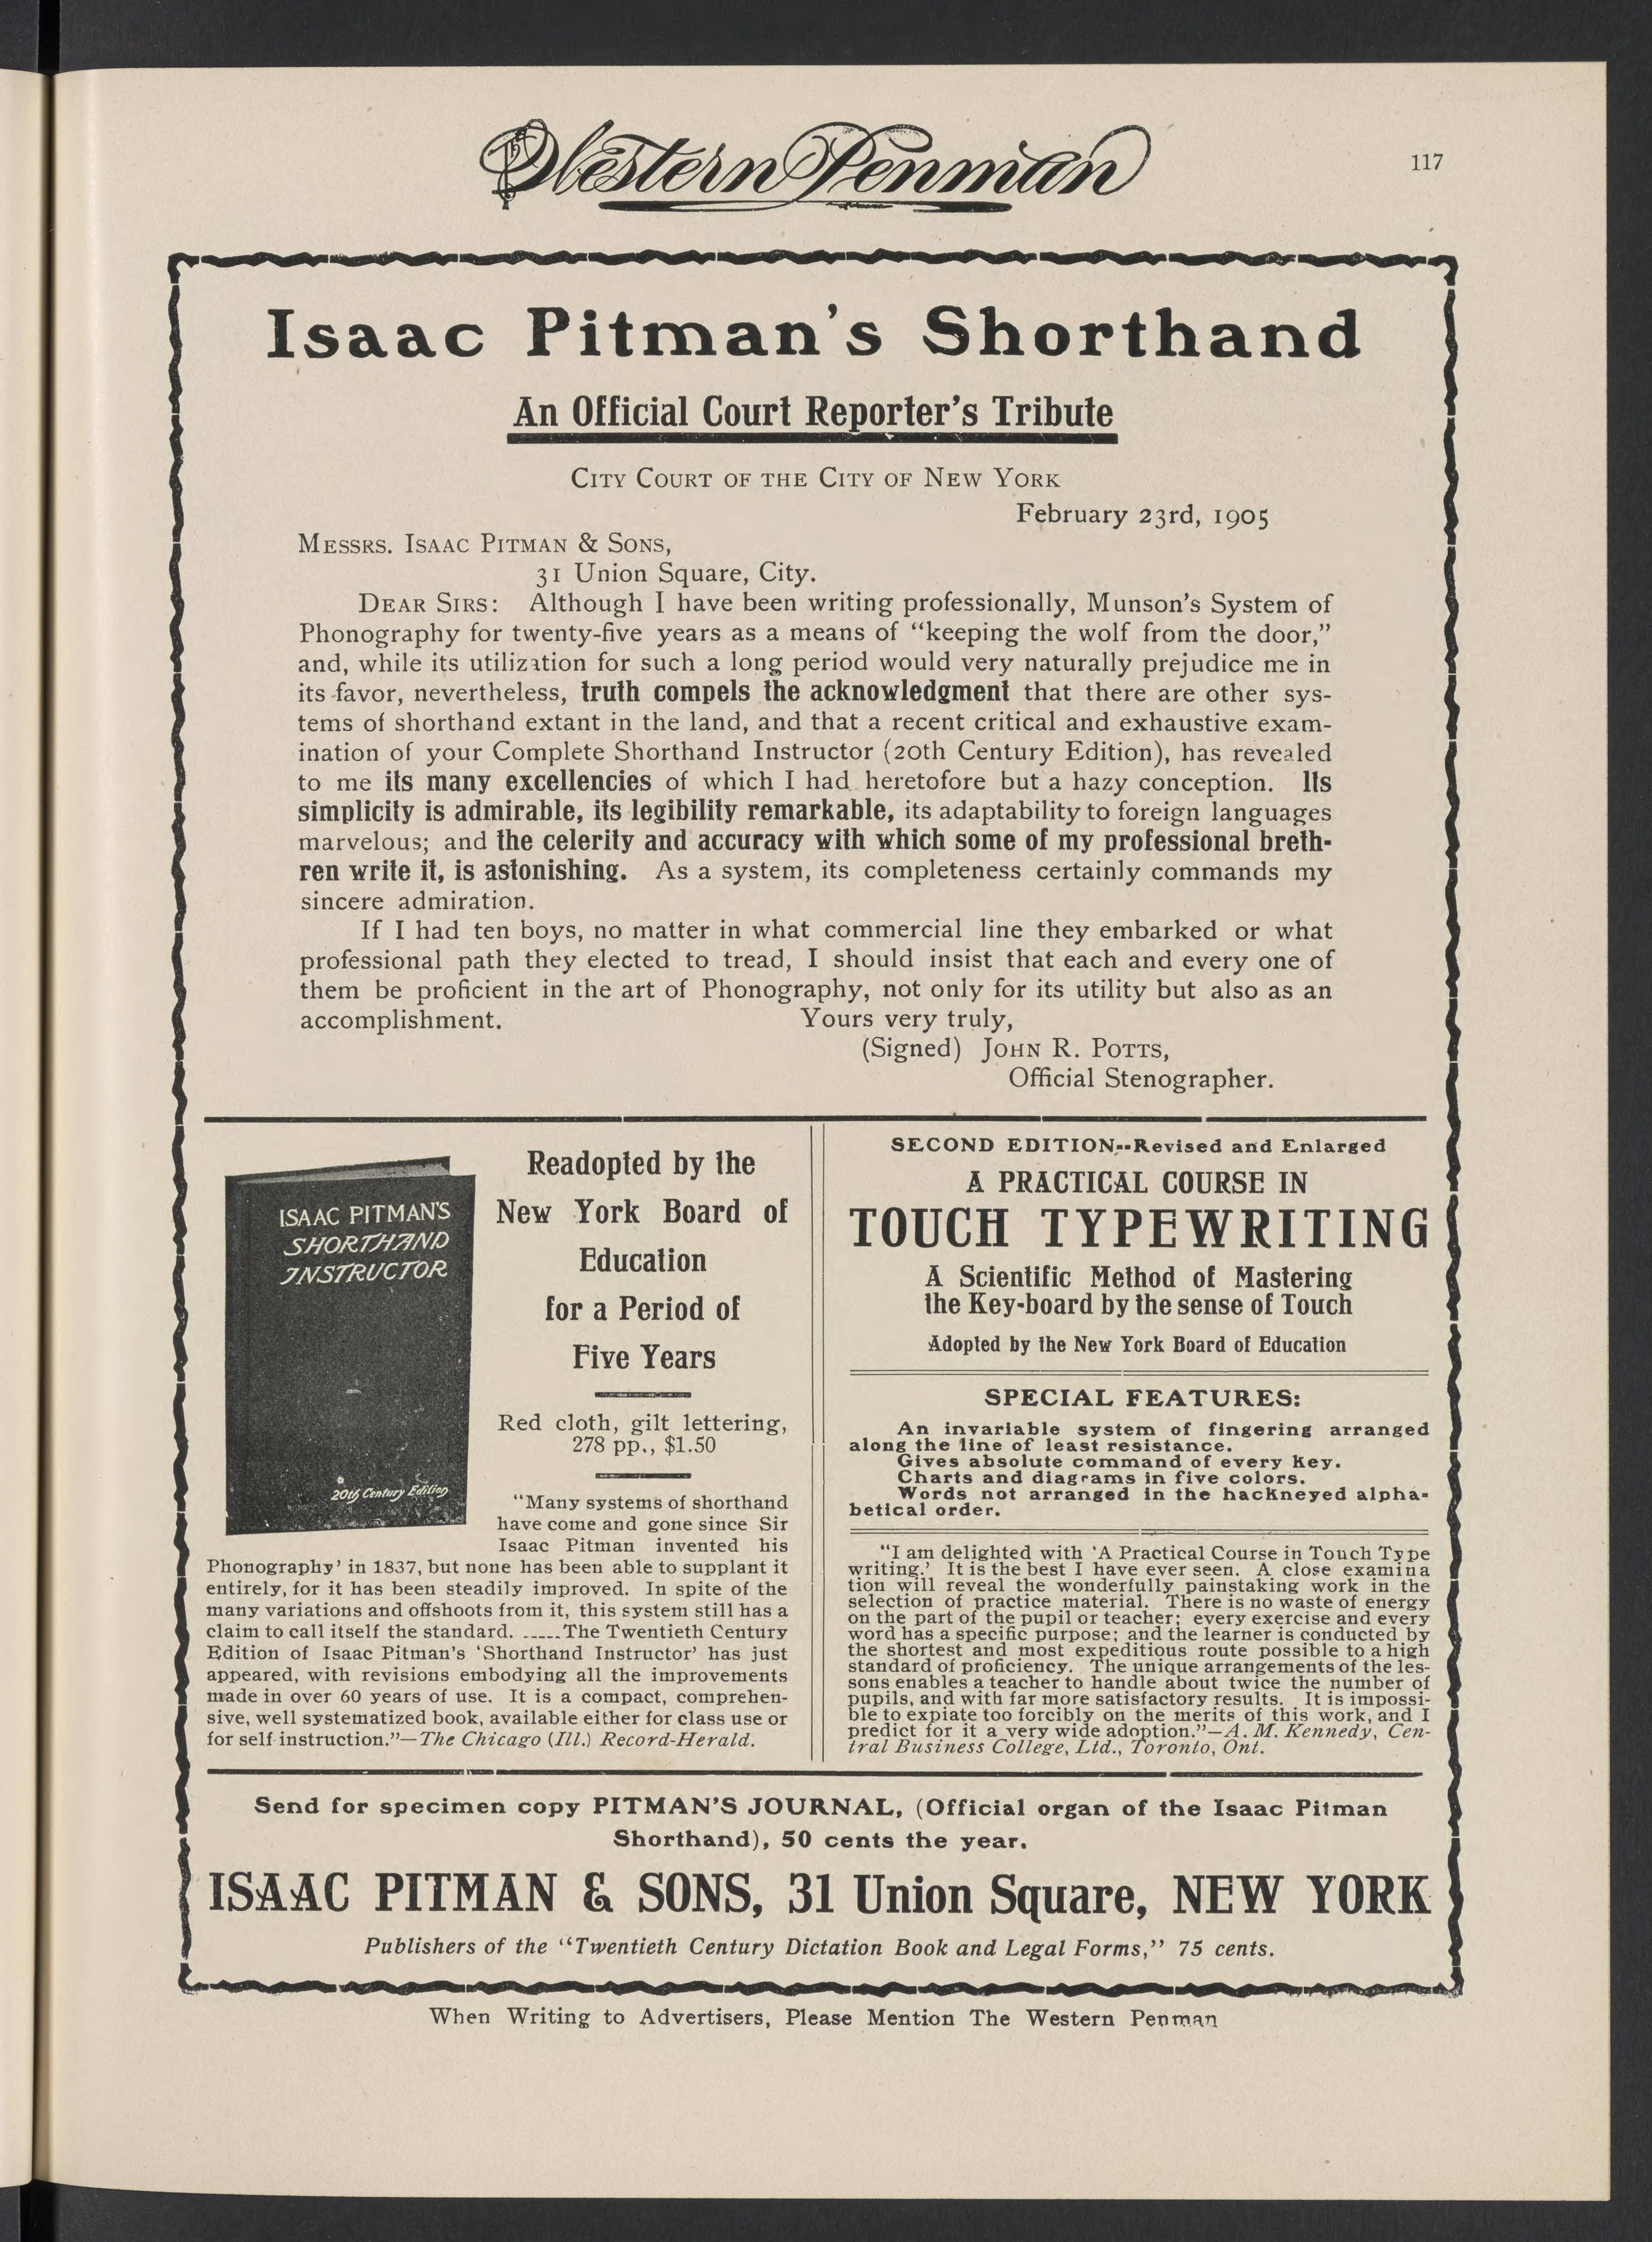 Western Penman
117
Isaac Pitman's Shorthand
An Official Court Reporter's Tribute
CITY COURT OF THE CITY OF NEW YORK
February 23rd, 1905
MESSRS. ISAAC PITMAN & SONS,
31 Union Square, City.
DEAR SIRS: Although I have been writing professionally, Munson's System of
Phonography for twenty-five years as a means of "keeping the wolf from the door,"
and, while its utilization for such a long period would very naturally prejudice me in
its favor, nevertheless, truth compels the acknowledgment that there are other sys-
tems of shorthand extant in the land, and that a recent critical and exhaustive exam-
ination of your Complete Shorthand Instructor (20th Century Edition), has revealed
to me its many excellencies of which I had heretofore but a hazy conception. Its
simplicity is admirable, its legibility remarkable, its adaptability to foreign languages
marvelous; and the celerity and accuracy with which some of my professional breth-
ren write it, is astonishing. As a system, its completeness certainly commands my
sincere admiration.
If I had ten boys, no matter in what commercial line they embarked or what
professional path they elected to tread, I should insist that each and every one of
them be proficient in the art of Phonography, not only for its utility but also as an
accomplishment. Yours very truly,
(Signed) JOHN R. POTTS,
Official Stenographer.
ISAAC PITMAN'S
SHORTHAND
INSTRUCTOR
20th Century Edition
Readopted by the
New York Board of
Education
for a Period of
Five Years
Red cloth, gilt lettering,
278 pp., $1.50
"Many systems of shorthand
have come and gone since Sir
Isaac Pitman invented his
Phonography' in 1837, but none has been able to supplant it
entirely, for it has been steadily improved. In spite of the
many variations and offshoots from it, this system still has a
claim to call itself the standard. .....The Twentieth Century
Edition of Isaac Pitman's 'Shorthand Instructor' has just
appeared, with revisions embodying all the improvements
made in over 60 years of use. It is a compact, comprehen-
sive, well systematized book, available either for class use or
for self instruction."—The Chicago (Ill.) Record-Herald.
SECOND EDITION--Revised and Enlarged
A PRACTICAL COURSE IN
TOUCH TYPEWRITING
A Scientific Method of Mastering
the Key-board by the sense of Touch
Adopted by the New York Board of Education
SPECIAL FEATURES:
An invariable system of fingering arranged
along the line of least resistance.
Gives absolute command of every key.
Charts and diagrams in five colors.
Words not arranged in the hackneyed alpha-
betical order.
"I am delighted with 'A Practical Course in Touch Type
writing.' It is the best I have ever seen. A close examina
tion will reveal the wonderfully painstaking work in the
selection of practice material. There is no waste of energy
on the part of the pupil or teacher; every exercise and every
word has a specific purpose; and the learner is conducted by
the shortest and most expeditious route possible to a high
standard of proficiency. The unique arrangements of the les-
sons enables a teacher to handle about twice the number of
pupils, and with far more satisfactory results. It is impossi-
ble to expiate too forcibly on the merits of this work, and I
predict for it a very wide adoption."—A. M. Kennedy, Cen-
tral Business College, Ltd., Toronto, Ont.
Send for specimen copy PITMAN'S JOURNAL, (Official organ of the Isaac Pitman
Shorthand), 50 cents the year.
ISAAC PITMAN & SONS, 31 Union Square, NEW YORK
Publishers of the "Twentieth Century Dictation Book and Legal Forms," 75 cents.
When Writing to Advertisers, Please Mention The Western Penman